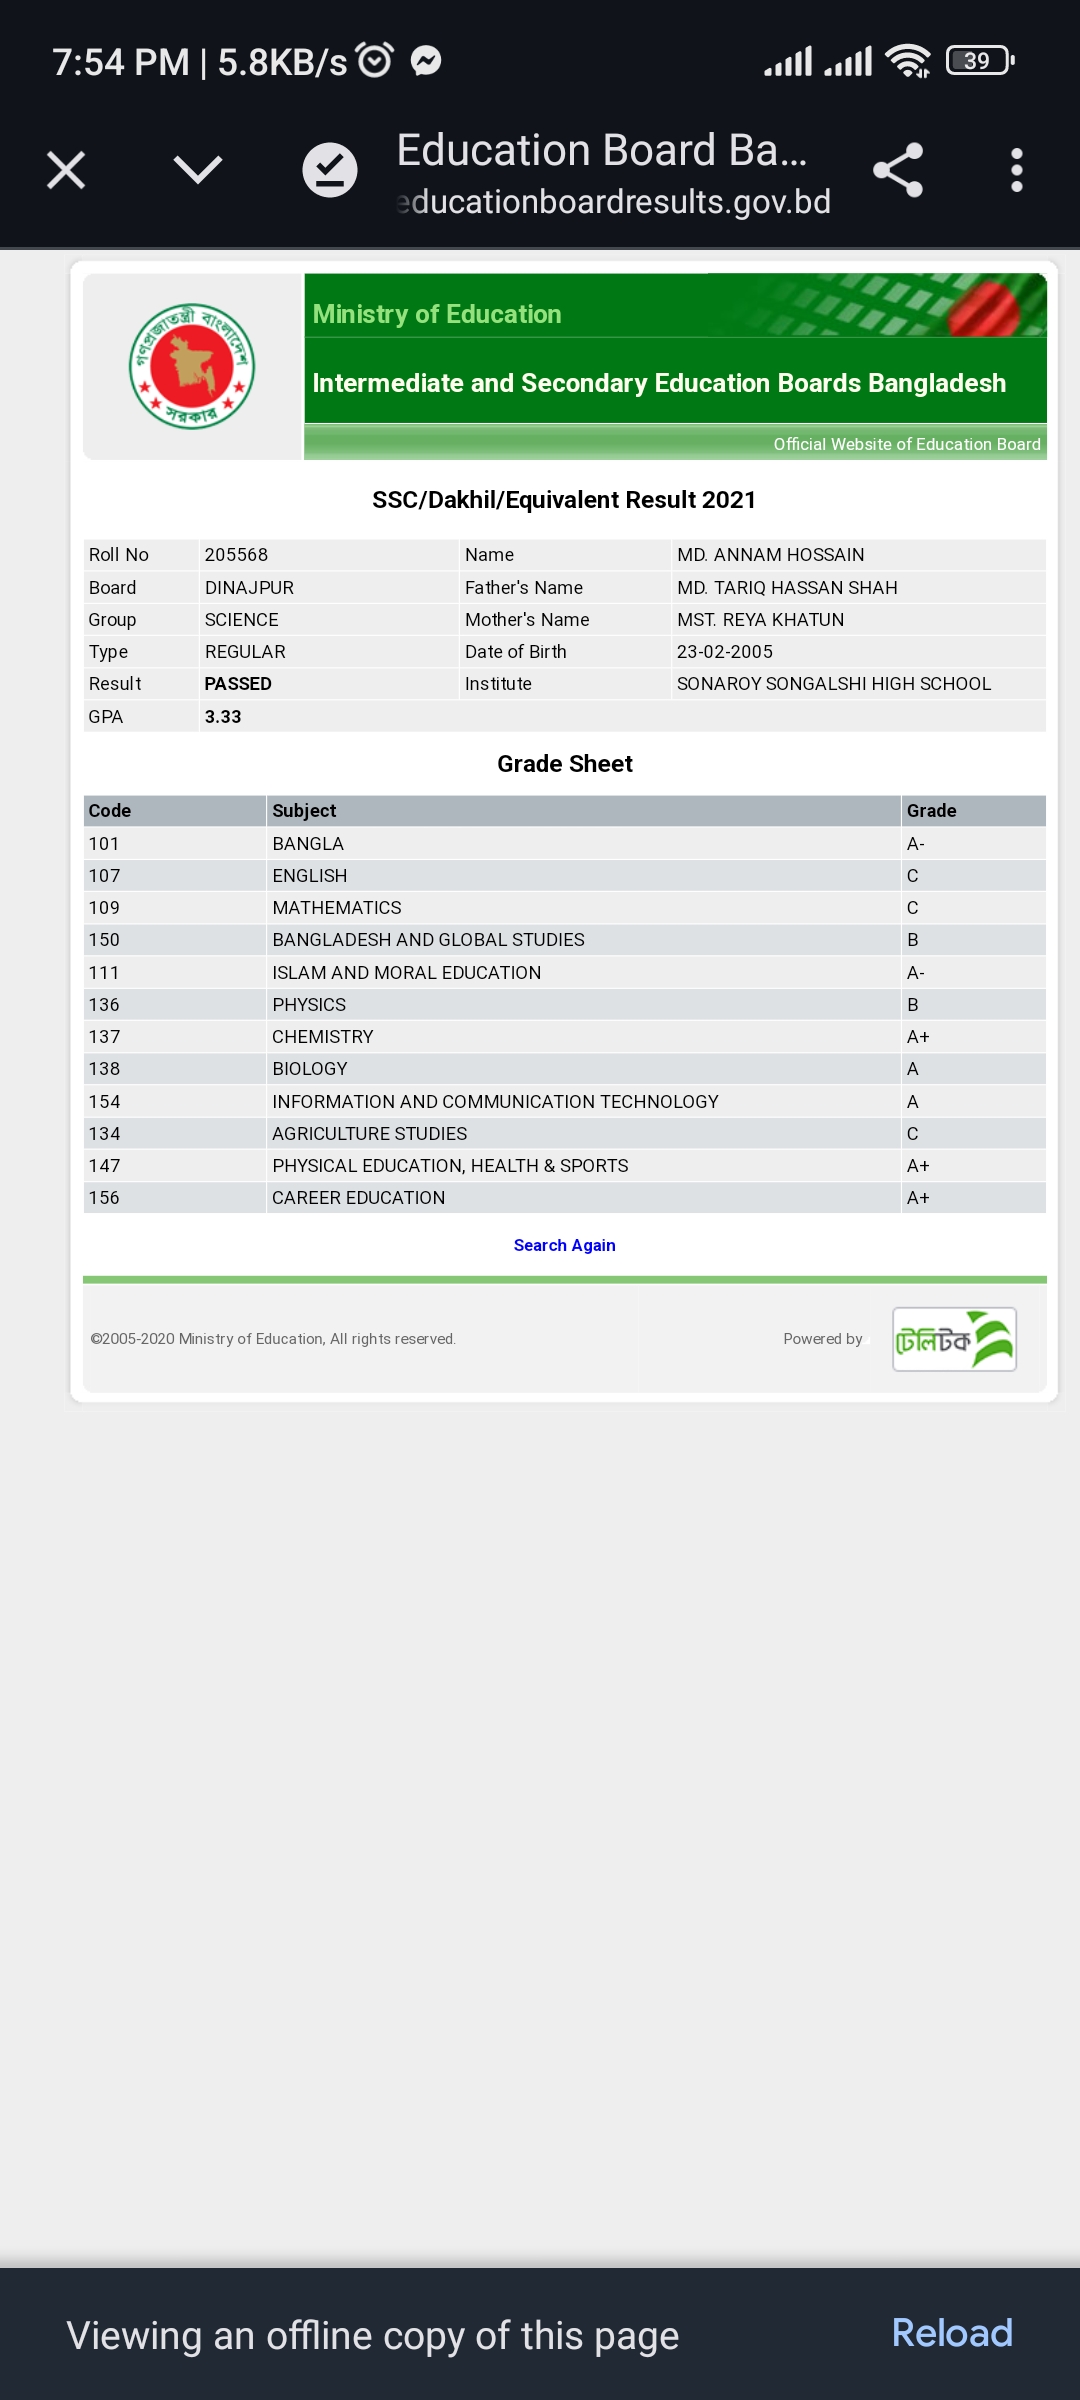 7:54 PM | 5.8KB/s 39
Education Board Ba...
educationboardresults.gov.bd
গণপ্রজাতন্ত্রী বাংলাদেশ
সরকার
Ministry of Education
Intermediate and Secondary Education Boards Bangladesh
Official Website of Education Board
SSC/Dakhil/Equivalent Result 2021
Roll No 205568 Name MD. ANNAM HOSSAIN
Board DINAJPUR Father's Name MD. TARIQ HASSAN SHAH
Group SCIENCE Mother's Name MST. REYA KHATUN
Type REGULAR Date of Birth 23-02-2005
Result PASSED Institute SONAROY SONGALSHI HIGH SCHOOL
GPA 3.33
Grade Sheet
Code Subject Grade
101 BANGLA A-
107 ENGLISH C
109 MATHEMATICS C
150 BANGLADESH AND GLOBAL STUDIES B
111 ISLAM AND MORAL EDUCATION A-
136 PHYSICS B
137 CHEMISTRY A+
138 BIOLOGY A
154 INFORMATION AND COMMUNICATION TECHNOLOGY A
134 AGRICULTURE STUDIES C
147 PHYSICAL EDUCATION, HEALTH & SPORTS A+
156 CAREER EDUCATION A+
Search Again
©2005-2020 Ministry of Education, All rights reserved. Powered by টেলিটক
Viewing an offline copy of this page Reload